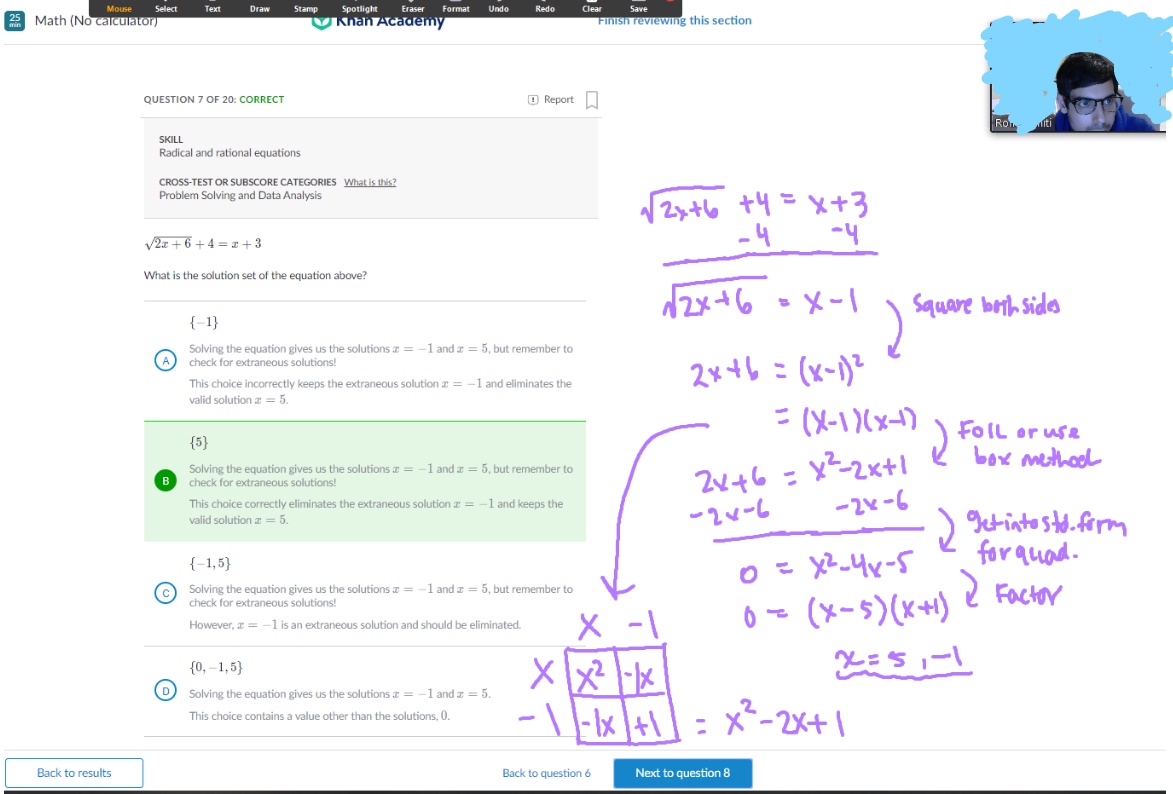 Mouse Select Text Draw Stamp Spotlight Eraser Format Undo Redo Clear Save
25 min Math (No calculator) Khan Academy Finish reviewing this section
QUESTION 7 OF 20: CORRECT Report
SKILL
Radical and rational equations
CROSS-TEST OR SUBSCORE CATEGORIES What is this?
Problem Solving and Data Analysis
√2x + 6 + 4 = x + 3
What is the solution set of the equation above?
{−1}
A
Solving the equation gives us the solutions x = −1 and x = 5, but remember to
check for extraneous solutions!
This choice incorrectly keeps the extraneous solution x = −1 and eliminates the
valid solution x = 5.
{5}
B
Solving the equation gives us the solutions x = −1 and x = 5, but remember to
check for extraneous solutions!
This choice correctly eliminates the extraneous solution x = −1 and keeps the
valid solution x = 5.
{−1, 5}
C
Solving the equation gives us the solutions x = −1 and x = 5, but remember to
check for extraneous solutions!
However, x = −1 is an extraneous solution and should be eliminated.
{0, −1, 5}
D
Solving the equation gives us the solutions x = −1 and x = 5.
This choice contains a value other than the solutions, 0.
√2x+6 +4 = x+3
-4 -4
√2x+6 = x-1
Square both sides
2x+6 = (x-1)²
= (x-1)(x-1)
FOIL or use
box method
2x+6 = x²-2x+1
-2x-6 -2x-6
get into std. form
for quad.
0 = x²-4x-5
Factor
0 = (x-5)(x+1)
x = 5, -1
x -1
x x² -1x
-1 -1x +1 = x²-2x+1
Back to results Back to question 6 Next to question 8